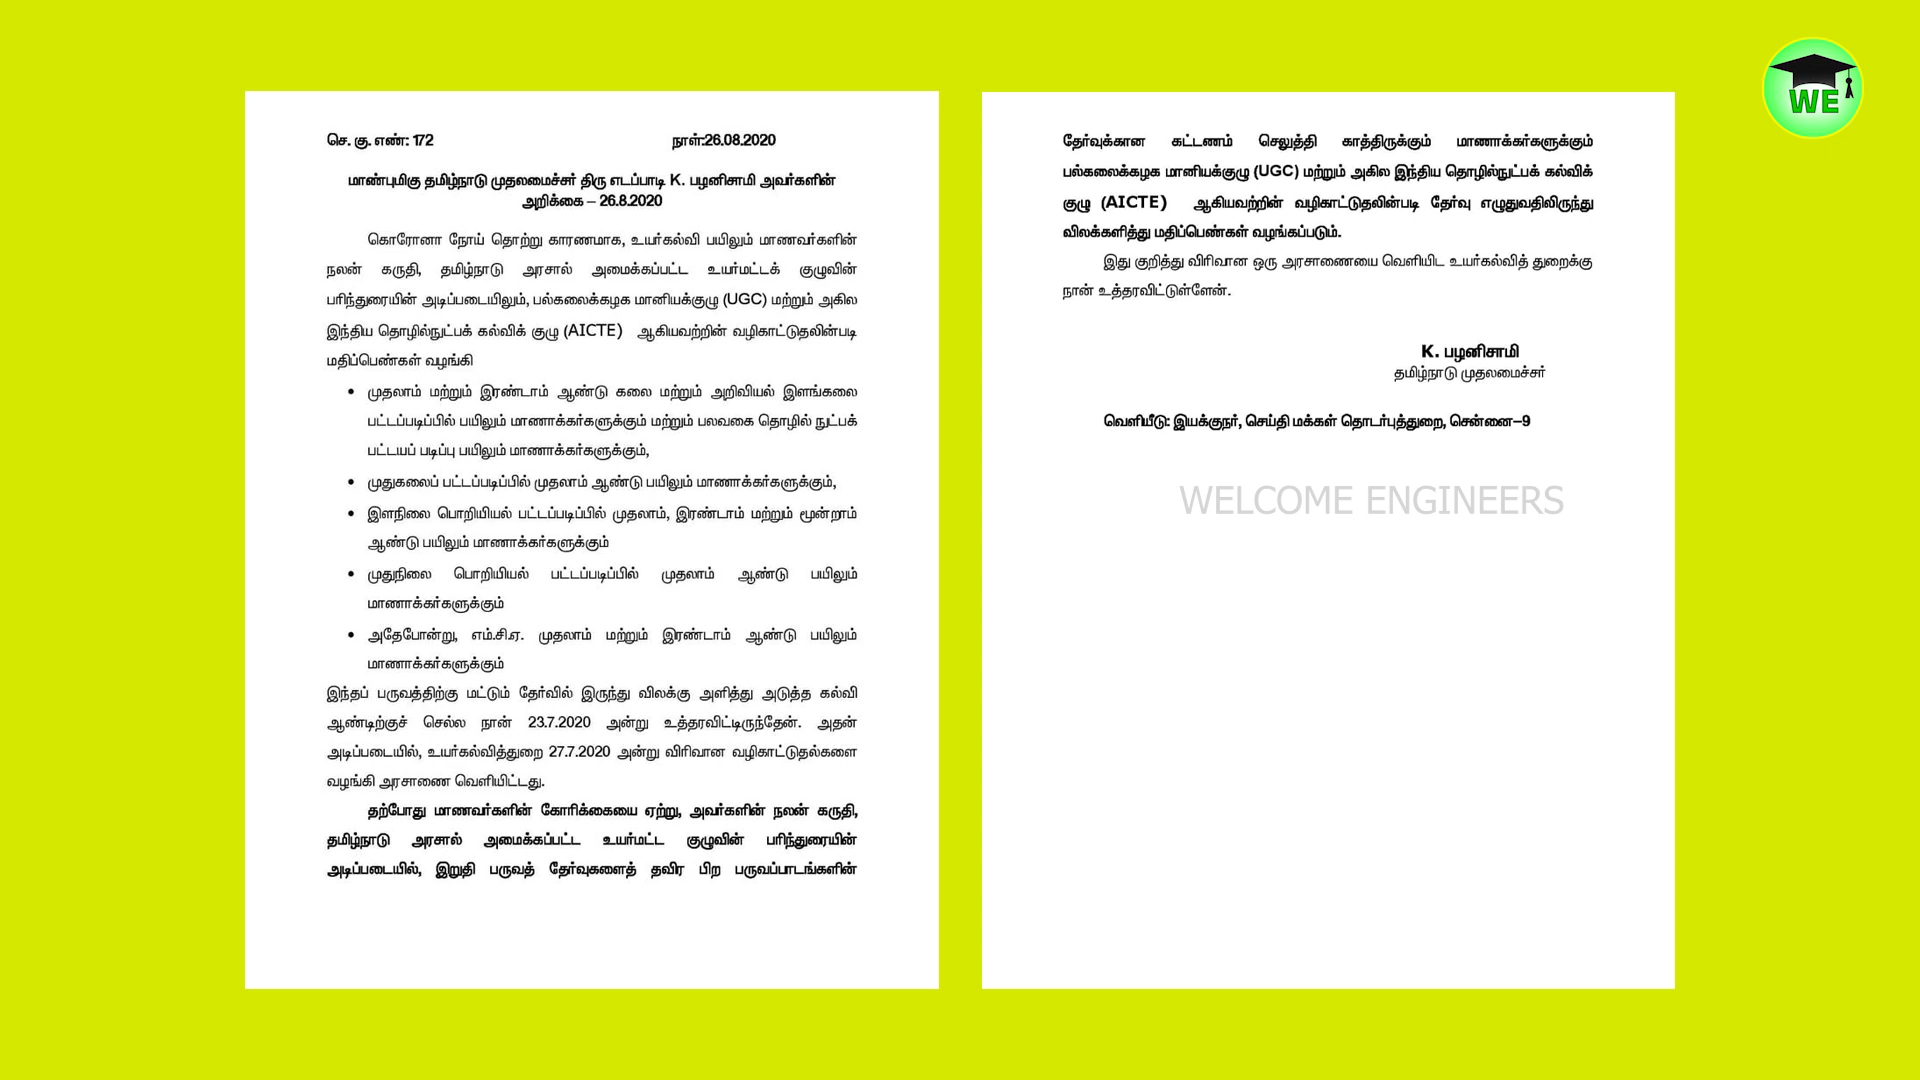 செ. கு. எண்: 172 நாள்:26.08.2020
மாண்புமிகு தமிழ்நாடு முதலமைச்சர் திரு எடப்பாடி K. பழனிசாமி அவர்களின்
அறிக்கை – 26.8.2020
கொரோனா நோய் தொற்று காரணமாக, உயர்கல்வி பயிலும் மாணவர்களின்
நலன் கருதி, தமிழ்நாடு அரசால் அமைக்கப்பட்ட உயர்மட்டக் குழுவின்
பரிந்துரையின் அடிப்படையிலும், பல்கலைக்கழக மானியக்குழு (UGC) மற்றும் அகில
இந்திய தொழில்நுட்பக் கல்விக் குழு (AICTE) ஆகியவற்றின் வழிகாட்டுதலின்படி
மதிப்பெண்கள் வழங்கி
• முதலாம் மற்றும் இரண்டாம் ஆண்டு கலை மற்றும் அறிவியல் இளங்கலை
பட்டப்படிப்பில் பயிலும் மாணாக்கர்களுக்கும் மற்றும் பலவகை தொழில் நுட்பக்
பட்டயப் படிப்பு பயிலும் மாணாக்கர்களுக்கும்,
• முதுகலைப் பட்டப்படிப்பில் முதலாம் ஆண்டு பயிலும் மாணாக்கர்களுக்கும்,
• இளநிலை பொறியியல் பட்டப்படிப்பில் முதலாம், இரண்டாம் மற்றும் மூன்றாம்
ஆண்டு பயிலும் மாணாக்கர்களுக்கும்
• முதுநிலை பொறியியல் பட்டப்படிப்பில் முதலாம் ஆண்டு பயிலும்
மாணாக்கர்களுக்கும்
• அதேபோன்று, எம்.சி.ஏ. முதலாம் மற்றும் இரண்டாம் ஆண்டு பயிலும்
மாணாக்கர்களுக்கும்
இந்தப் பருவத்திற்கு மட்டும் தேர்வில் இருந்து விலக்கு அளித்து அடுத்த கல்வி
ஆண்டிற்குச் செல்ல நான் 23.7.2020 அன்று உத்தரவிட்டிருந்தேன். அதன்
அடிப்படையில், உயர்கல்வித்துறை 27.7.2020 அன்று விரிவான வழிகாட்டுதல்களை
வழங்கி அரசாணை வெளியிட்டது.
தற்போது மாணவர்களின் கோரிக்கையை ஏற்று, அவர்களின் நலன் கருதி,
தமிழ்நாடு அரசால் அமைக்கப்பட்ட உயர்மட்ட குழுவின் பரிந்துரையின்
அடிப்படையில், இறுதி பருவத் தேர்வுகளைத் தவிர பிற பருவப்பாடங்களின்
தேர்வுக்கான கட்டணம் செலுத்தி காத்திருக்கும் மாணாக்கர்களுக்கும்
பல்கலைக்கழக மானியக்குழு (UGC) மற்றும் அகில இந்திய தொழில்நுட்பக் கல்விக்
குழு (AICTE) ஆகியவற்றின் வழிகாட்டுதலின்படி தேர்வு எழுதுவதிலிருந்து
விலக்களித்து மதிப்பெண்கள் வழங்கப்படும்.
இது குறித்து விரிவான ஒரு அரசாணையை வெளியிட உயர்கல்வித் துறைக்கு
நான் உத்தரவிட்டுள்ளேன்.
K. பழனிசாமி
தமிழ்நாடு முதலமைச்சர்
வெளியீடு: இயக்குநர், செய்தி மக்கள் தொடர்புத்துறை, சென்னை–9
WELCOME ENGINEERS
WE